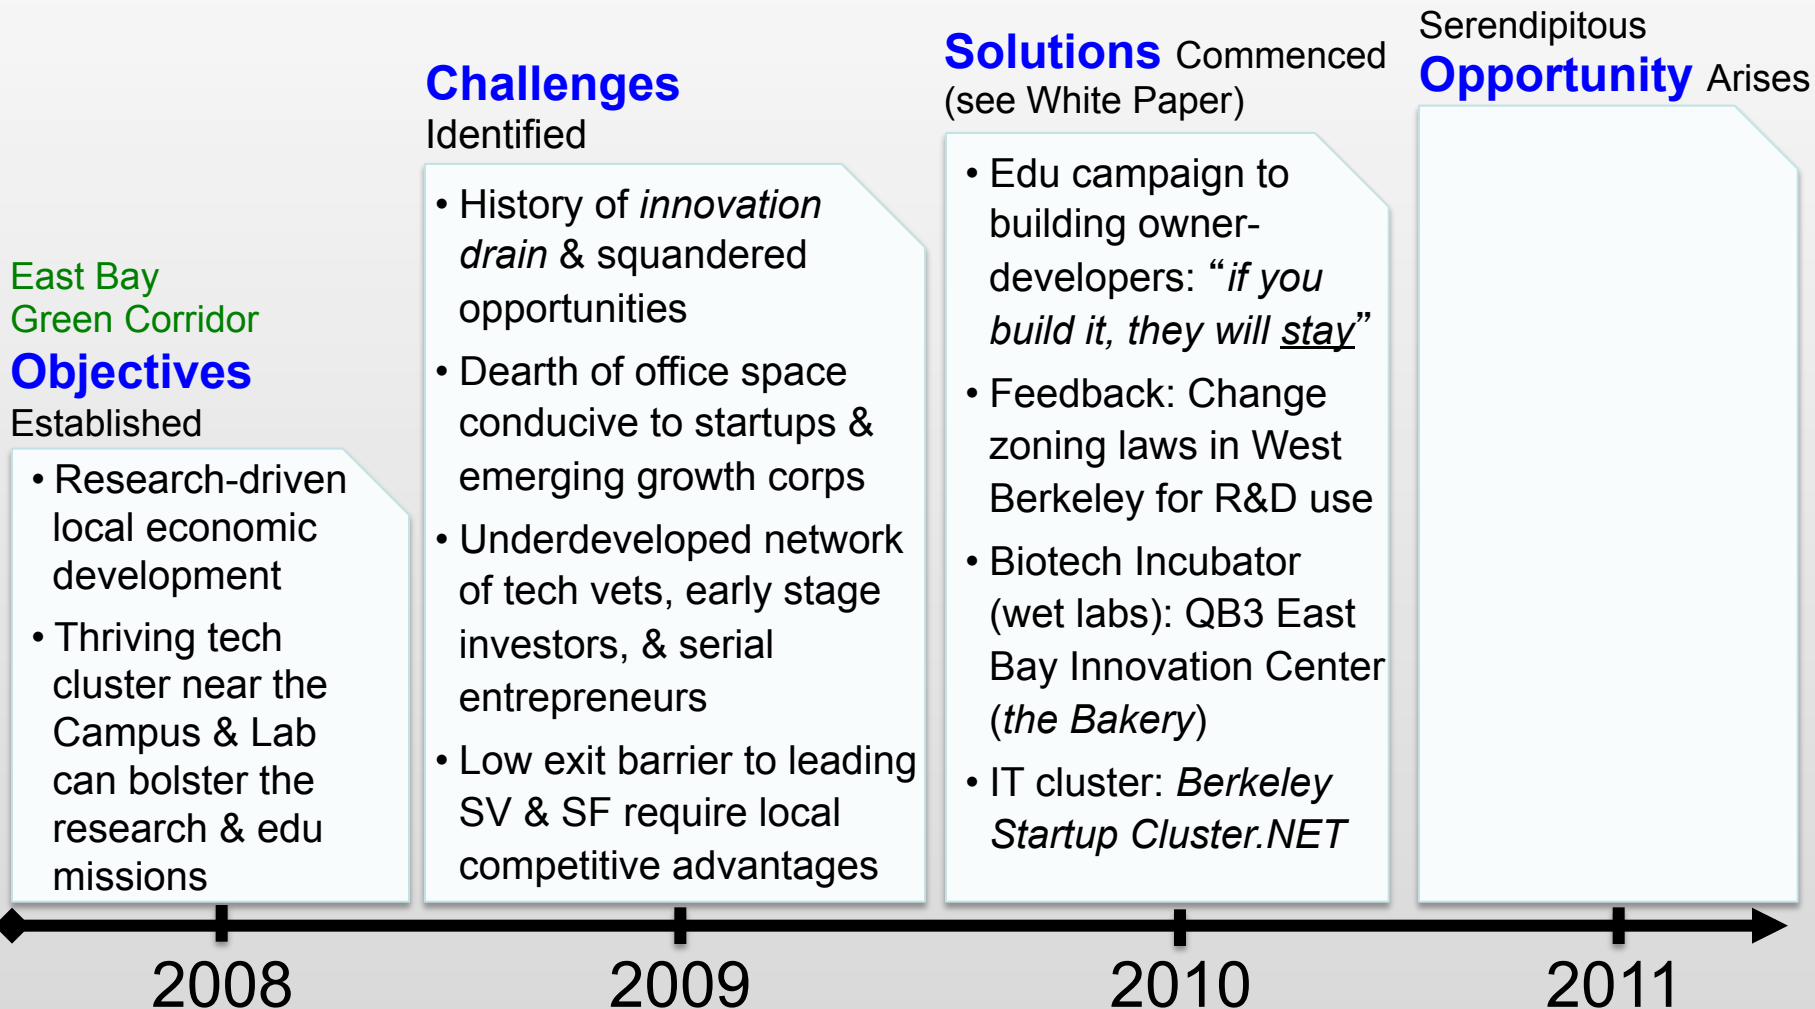 East Bay
Green Corridor
Objectives
Established
• Research-driven
local economic
development
• Thriving tech
cluster near the
Campus & Lab
can bolster the
research & edu
missions
Challenges
Identified
• History of innovation
drain & squandered
opportunities
• Dearth of office space
conducive to startups &
emerging growth corps
• Underdeveloped network
of tech vets, early stage
investors, & serial
entrepreneurs
• Low exit barrier to leading
SV & SF require local
competitive advantages
Solutions Commenced
(see White Paper)
• Edu campaign to
building owner-
developers: “if you
build it, they will stay”
• Feedback: Change
zoning laws in West
Berkeley for R&D use
• Biotech Incubator
(wet labs): QB3 East
Bay Innovation Center
(the Bakery)
• IT cluster: Berkeley
Startup Cluster.NET
Serendipitous
Opportunity Arises
2008
2009
2010
2011